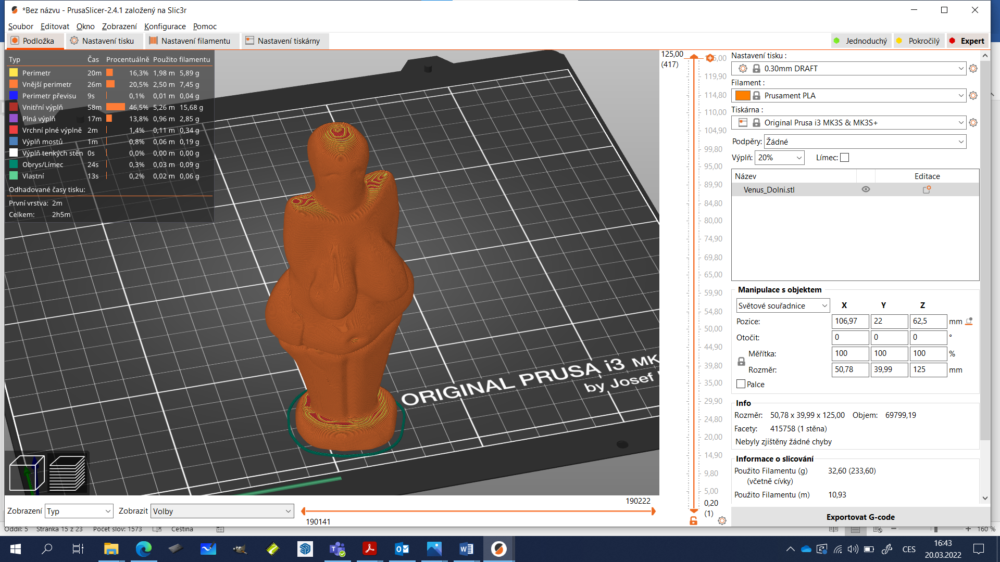 *Bez názvu - PrusaSlicer-2.4.1 založený na Slic3r
Soubor Editovat Okno Zobrazení Konfigurace Pomoc
Podložka Nastavení tisku Nastavení filamentu Nastavení tiskárny
Jednoduchý Pokročilý Expert
Typ Čas Procentuálně Použito filamentu
Perimetr 20m 16,3% 1,98 m 5,89 g
Vnější perimetr 26m 20,5% 2,50 m 7,45 g
Perimetr převisu 9s 0,1% 0,01 m 0,04 g
Vnitřní výplň 58m 46,5% 5,26 m 15,68 g
Plná výplň 17m 13,8% 0,96 m 2,85 g
Vrchní plné výplně 2m 1,4% 0,11 m 0,34 g
Výplň mostů 1m 0,8% 0,06 m 0,19 g
Výplň tenkých stěn 0s 0,0% 0,00 m 0,00 g
Obrys/Límec 24s 0,3% 0,03 m 0,09 g
Vlastní 13s 0,2% 0,02 m 0,06 g
Odhadované časy tisku:
První vrstva: 2m
Celkem: 2h5m
ORIGINAL PRUSA i3 MK
by Josef
125,00
(417)
119,90
114,80
110,00
104,90
99,80
95,00
89,90
84,80
80,00
74,90
69,80
65,00
59,90
54,80
50,00
44,90
39,80
35,00
29,90
24,80
20,00
14,90
9,80
5,00
0,20
(1)
Nastavení tisku :
0.30mm DRAFT
Filament :
Prusament PLA
Tiskárna :
Original Prusa i3 MK3S & MK3S+
Podpěry: Žádné
Výplň: 20% Límec:
Název Editace
Venus_Dolni.stl
Manipulace s objektem
Světové souřadnice X Y Z
Pozice: 106,97 22 62,5 mm
Otočit: 0 0 0 °
Měřítka: 100 100 100 %
Rozměr: 50,78 39,99 125 mm
Palce
Info
Rozměr: 50,78 x 39,99 x 125,00 Objem: 69799,19
Facety: 415758 (1 stěna)
Nebyly zjištěny žádné chyby
Informace o slicování
Použito Filamentu (g) 32,60 (233,60)
(včetně cívky)
Použito Filamentu (m) 10,93
Exportovat G-code
Zobrazení Typ Zobrazit Volby
190222
190141
Oddíl: 5 Stránka 15 z 23 Počet slov: 1573 Čeština
160 %
CES
16:43
20.03.2022